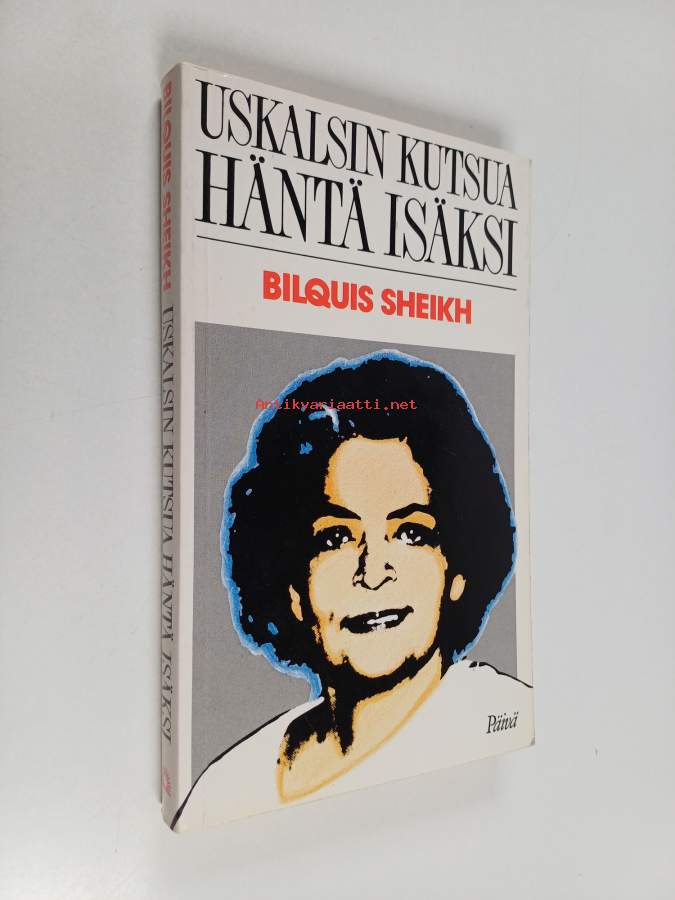 USKALSIN KUTSUA
HÄNTÄ ISÄKSI
BILQUIS SHEIKH
Antikvariaatti.net
Päivä
BILQUIS SHEIKH USKALSIN KUTSUA HÄNTÄ ISÄKSI